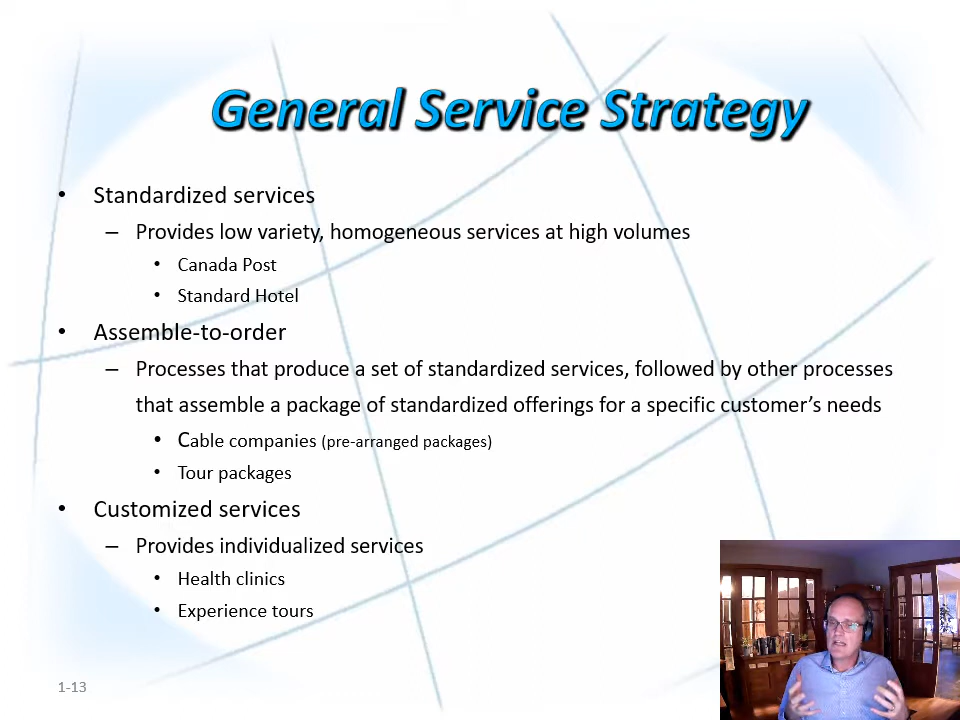 General Service Strategy
• Standardized services
– Provides low variety, homogeneous services at high volumes
• Canada Post
• Standard Hotel
• Assemble-to-order
– Processes that produce a set of standardized services, followed by other processes
that assemble a package of standardized offerings for a specific customer’s needs
• Cable companies (pre-arranged packages)
• Tour packages
• Customized services
– Provides individualized services
• Health clinics
• Experience tours
1-13